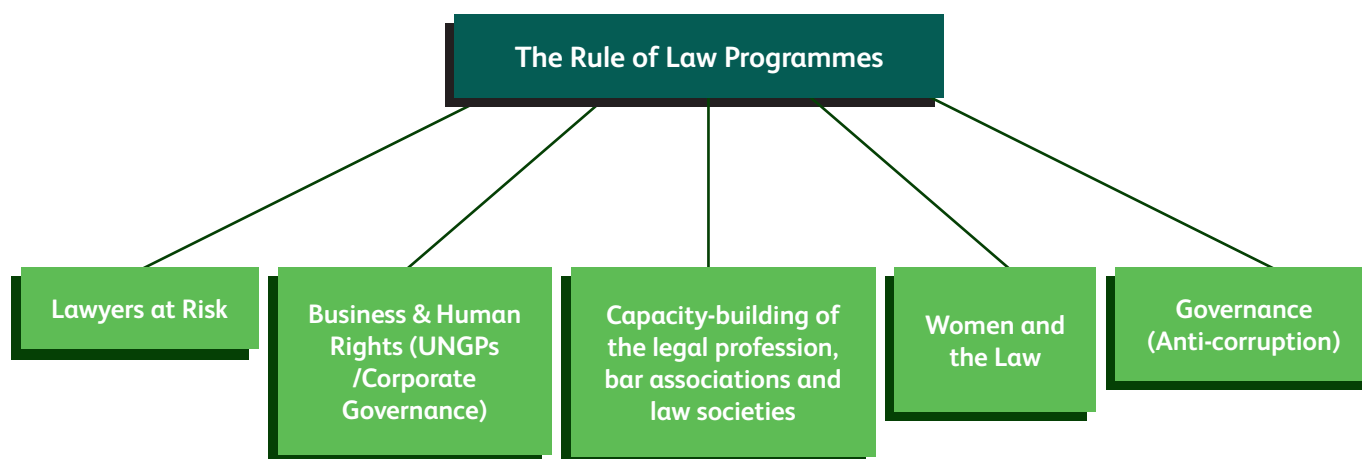 The Rule of Law Programmes
Lawyers at Risk
Business & Human
Rights (UNGPs
/Corporate
Governance)
Capacity-building of
the legal profession,
bar associations and
law societies
Women and
the Law
Governance
(Anti-corruption)